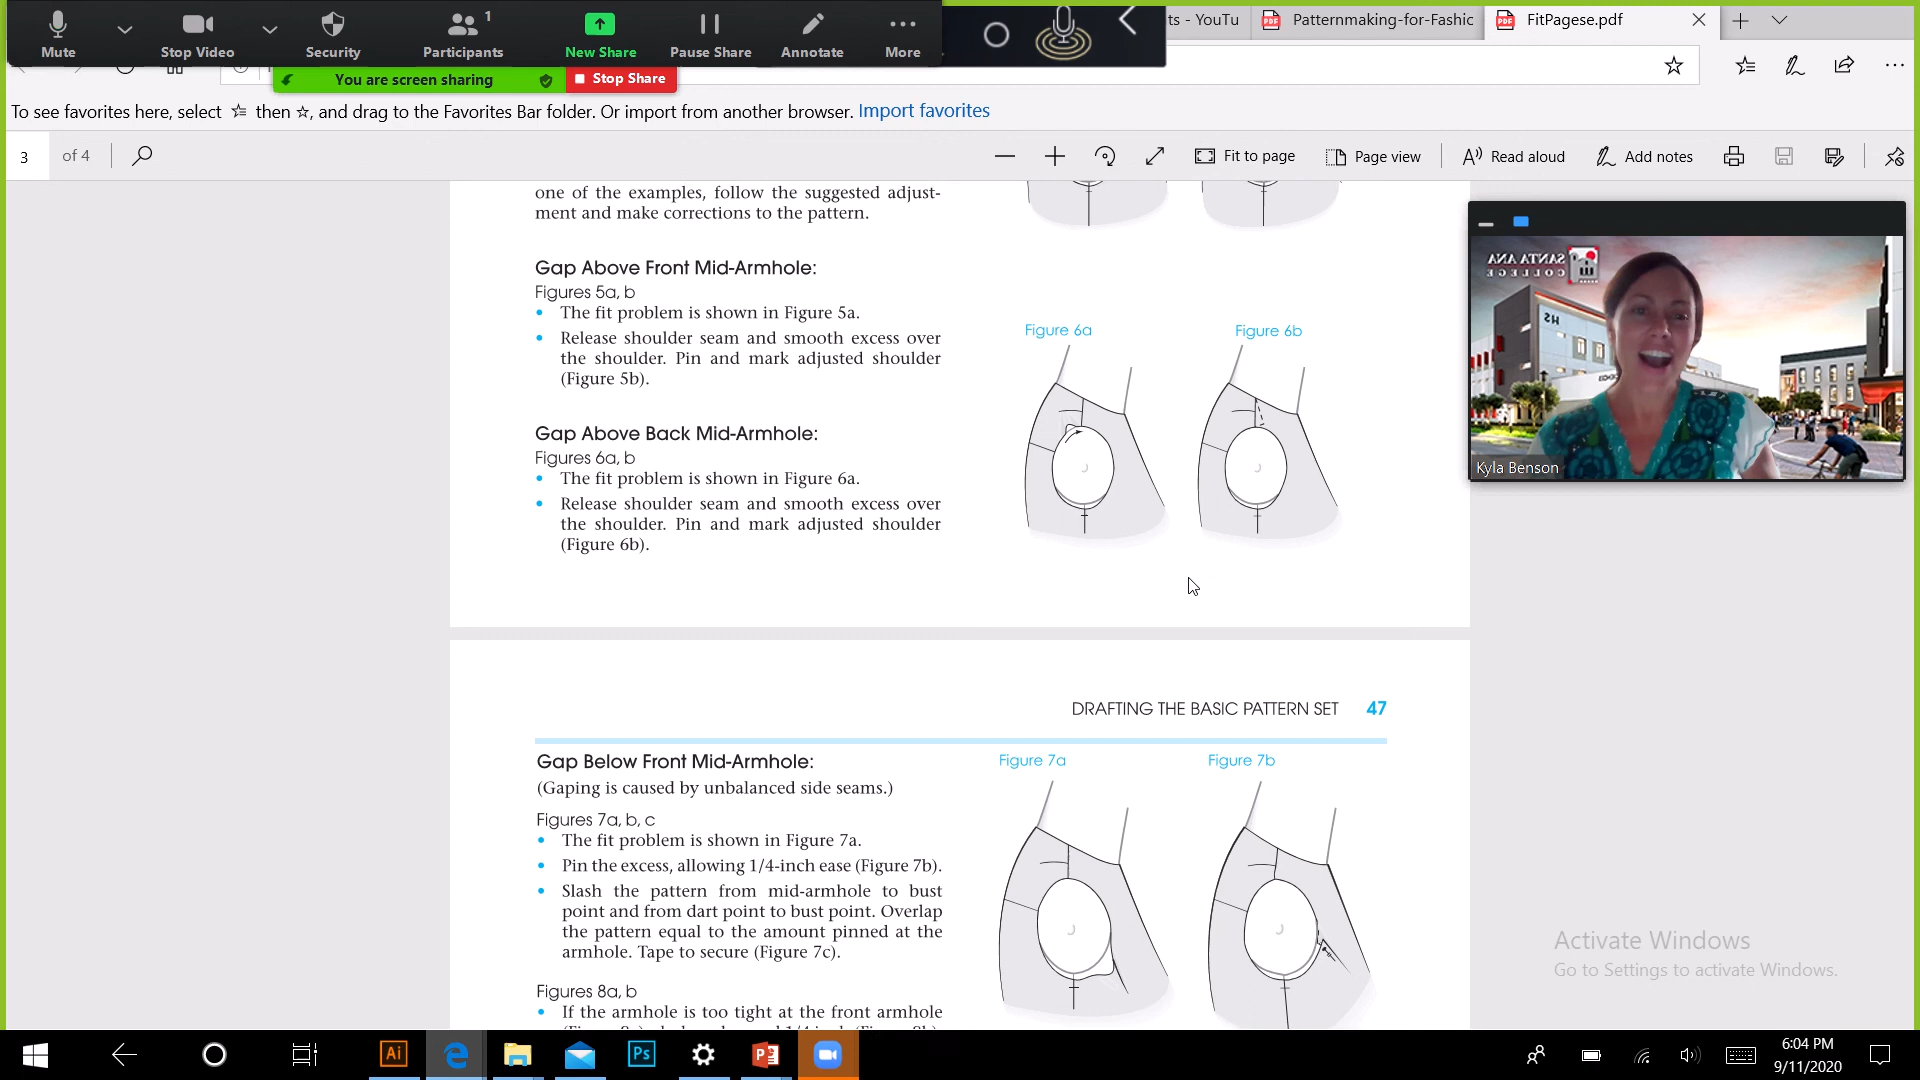 Mute
Stop Video
Security
Participants
1
New Share
Pause Share
Annotate
More
You are screen sharing
Stop Share
ts - YouTu
PDF
Patternmaking-for-Fashic
PDF
FitPagese.pdf
To see favorites here, select then , and drag to the Favorites Bar folder. Or import from another browser. Import favorites
3 of 4
Fit to page
Page view
Read aloud
Add notes
one of the examples, follow the suggested adjust-
ment and make corrections to the pattern.
Gap Above Front Mid-Armhole:
Figures 5a, b
• The fit problem is shown in Figure 5a.
• Release shoulder seam and smooth excess over
the shoulder. Pin and mark adjusted shoulder
(Figure 5b).
Gap Above Back Mid-Armhole:
Figures 6a, b
• The fit problem is shown in Figure 6a.
• Release shoulder seam and smooth excess over
the shoulder. Pin and mark adjusted shoulder
(Figure 6b).
Figure 6a
Figure 6b
SANTA ANA
COLLEGE
HS
Kyla Benson
DRAFTING THE BASIC PATTERN SET 47
Gap Below Front Mid-Armhole:
(Gaping is caused by unbalanced side seams.)
Figures 7a, b, c
• The fit problem is shown in Figure 7a.
• Pin the excess, allowing 1/4-inch ease (Figure 7b).
• Slash the pattern from mid-armhole to bust
point and from dart point to bust point. Overlap
the pattern equal to the amount pinned at the
armhole. Tape to secure (Figure 7c).
Figures 8a, b
• If the armhole is too tight at the front armhole
Figure 7a
Figure 7b
Activate Windows
Go to Settings to activate Windows.
Ai
Ps
6:04 PM
9/11/2020